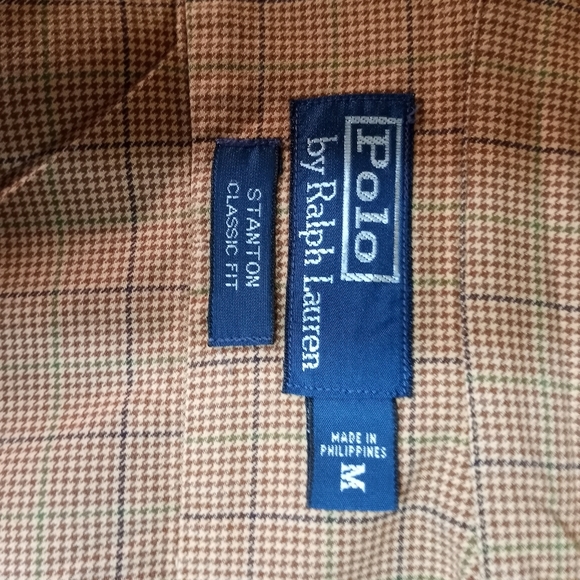 Polo
by Ralph Lauren
STANTON
CLASSIC FIT
MADE IN
PHILIPPINES
M